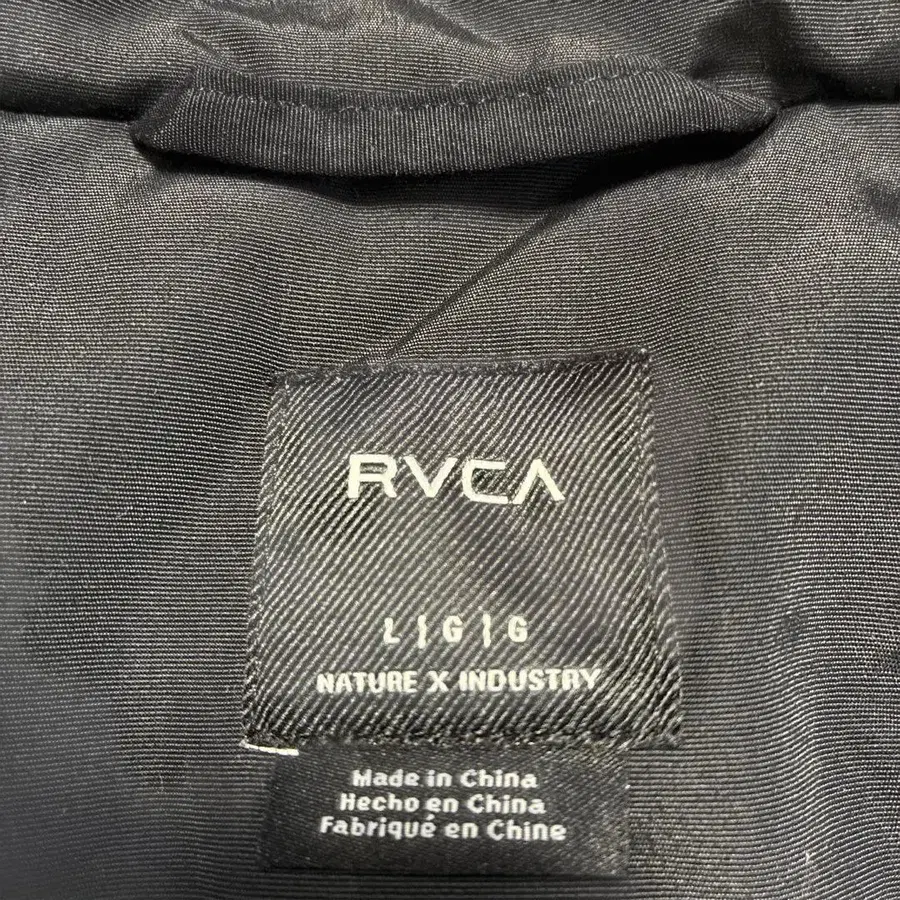 RVCA
L | G | G
NATURE X INDUSTRY
Made in China
Hecho en China
Fabriqué en Chine